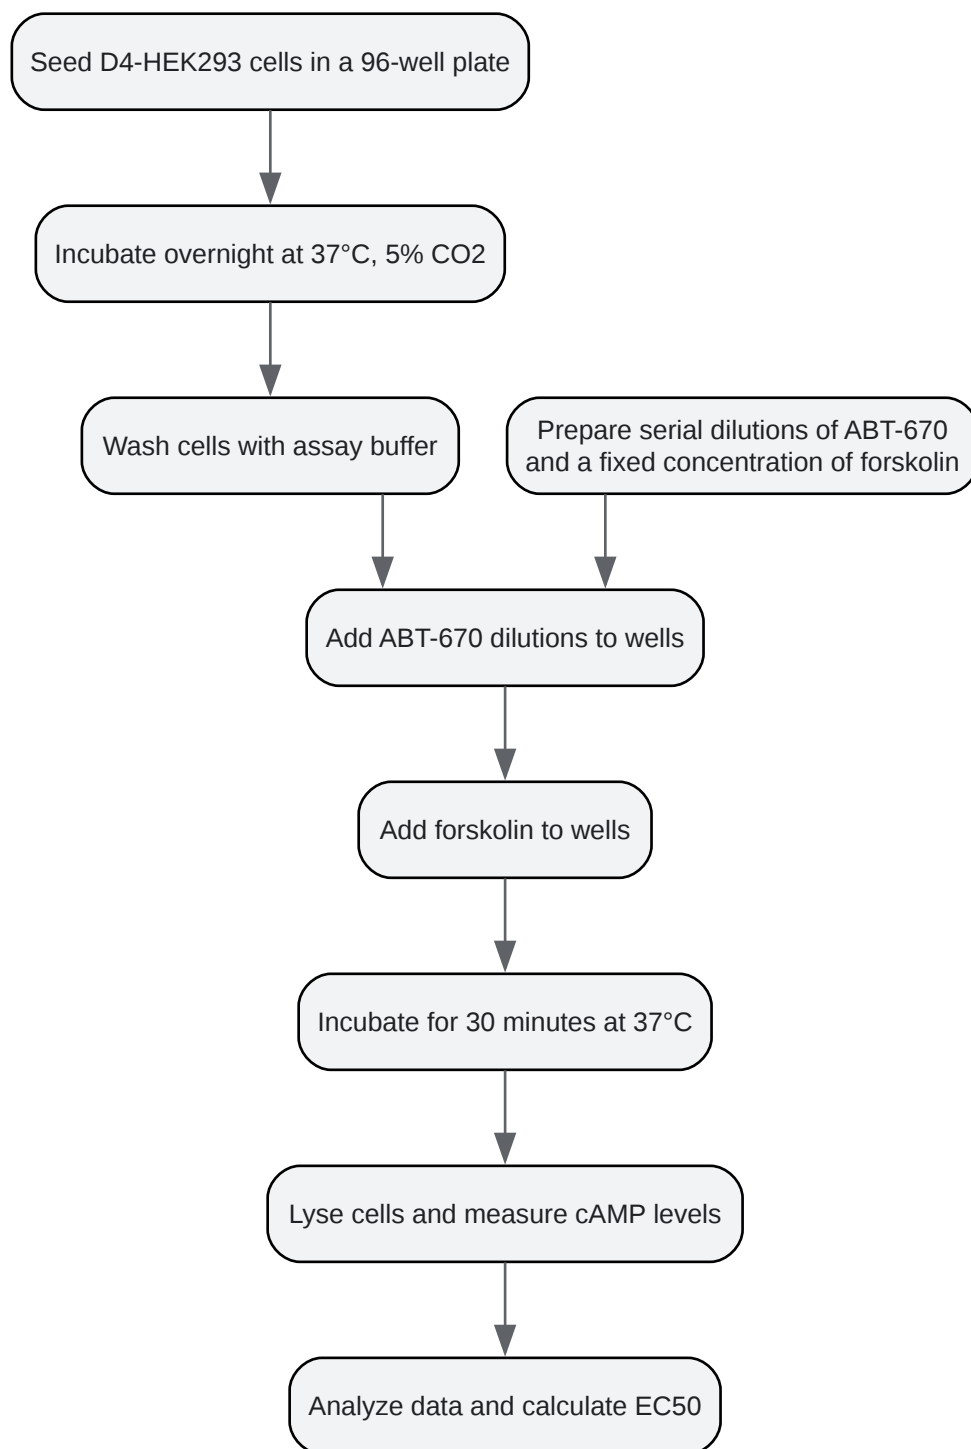 Seed D4-HEK293 cells in a 96-well plate
Incubate overnight at 37°C, 5% CO2
Wash cells with assay buffer
Prepare serial dilutions of ABT-670
and a fixed concentration of forskolin
Add ABT-670 dilutions to wells
Add forskolin to wells
Incubate for 30 minutes at 37°C
Lyse cells and measure cAMP levels
Analyze data and calculate EC50